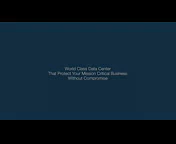 World Class Data Center
That Protect Your Mission Critical Business
Without Compromise